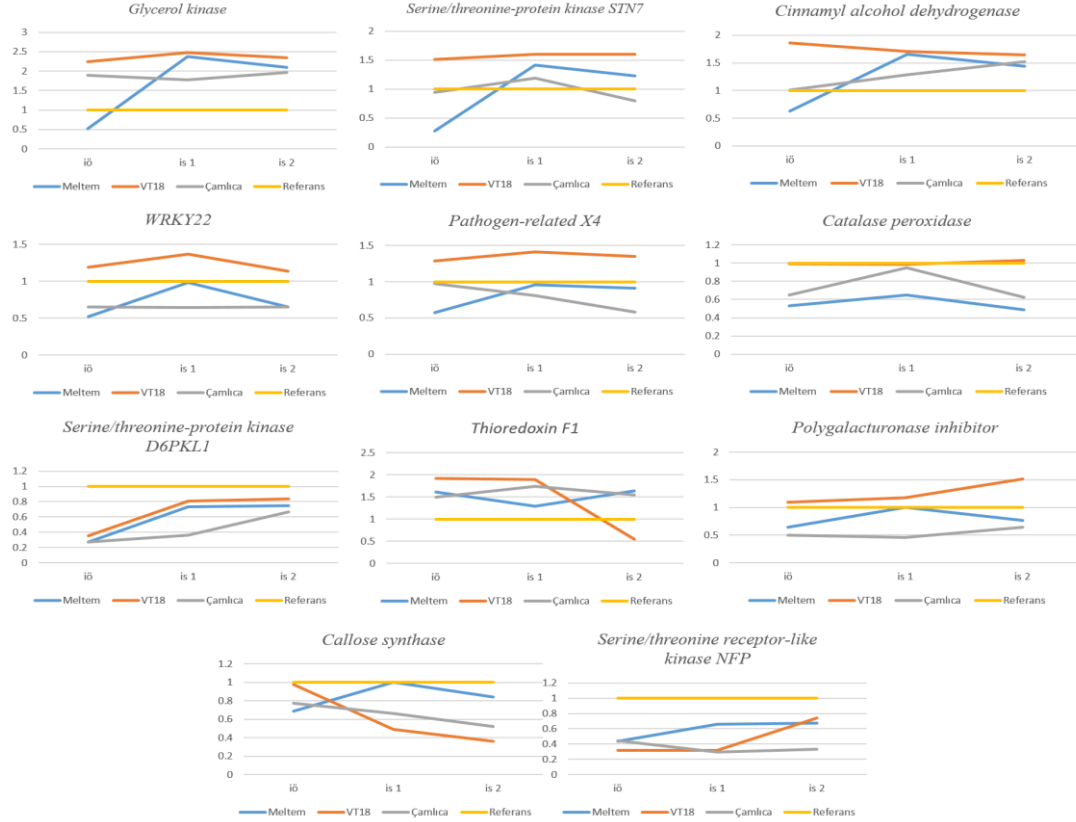 Glycerol kinase
3
2.5
2
1.5
1
0.5
0
iö is 1 is 2
Meltem VT18 Çamlıca Referans
Serine/threonine-protein kinase STN7
2
1.5
1
0.5
0
iö is 1 is 2
Meltem VT18 Çamlıca Referans
Cinnamyl alcohol dehydrogenase
2
1.5
1
0.5
0
iö is 1 is 2
Meltem VT18 Çamlıca Referans
WRKY22
1.5
1
0.5
0
iö is 1 is 2
Meltem VT18 Çamlıca Referans
Pathogen-related X4
1.5
1
0.5
0
iö is 1 is 2
Meltem VT18 Çamlıca Referans
Catalase peroxidase
1.2
1
0.8
0.6
0.4
0.2
0
iö is 1 is 2
Meltem VT18 Çamlıca Referans
Serine/threonine-protein kinase
D6PKL1
1.2
1
0.8
0.6
0.4
0.2
0
iö is 1 is 2
Meltem VT18 Çamlıca Referans
Thioredoxin F1
2.5
2
1.5
1
0.5
0
iö is 1 is 2
Meltem VT18 Çamlıca Referans
Polygalacturonase inhibitor
2
1.5
1
0.5
0
iö is 1 is 2
Meltem VT18 Çamlıca Referans
Callose synthase
1.2
1
0.8
0.6
0.4
0.2
0
iö is 1 is 2
Meltem VT18 Çamlıca Referans
Serine/threonine receptor-like
kinase NFP
1.2
1
0.8
0.6
0.4
0.2
0
iö is 1 is 2
Meltem VT18 Çamlıca Referans